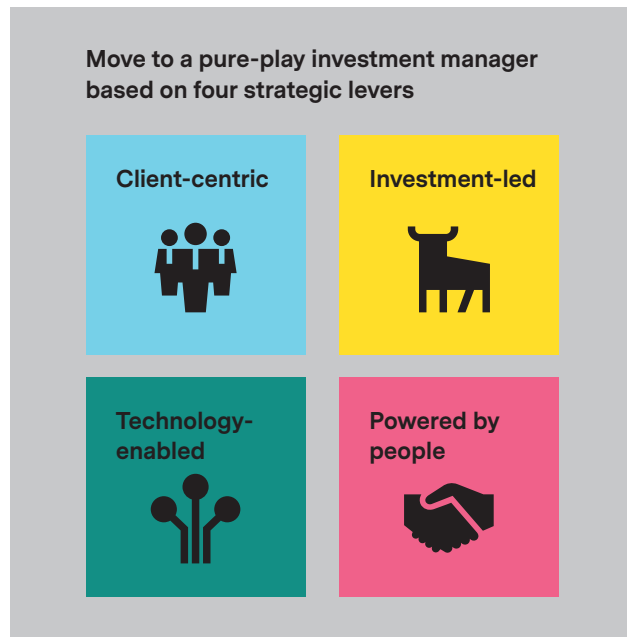 Move to a pure-play investment manager
based on four strategic levers
Client-centric
Investment-led
Technology-
enabled
Powered by
people